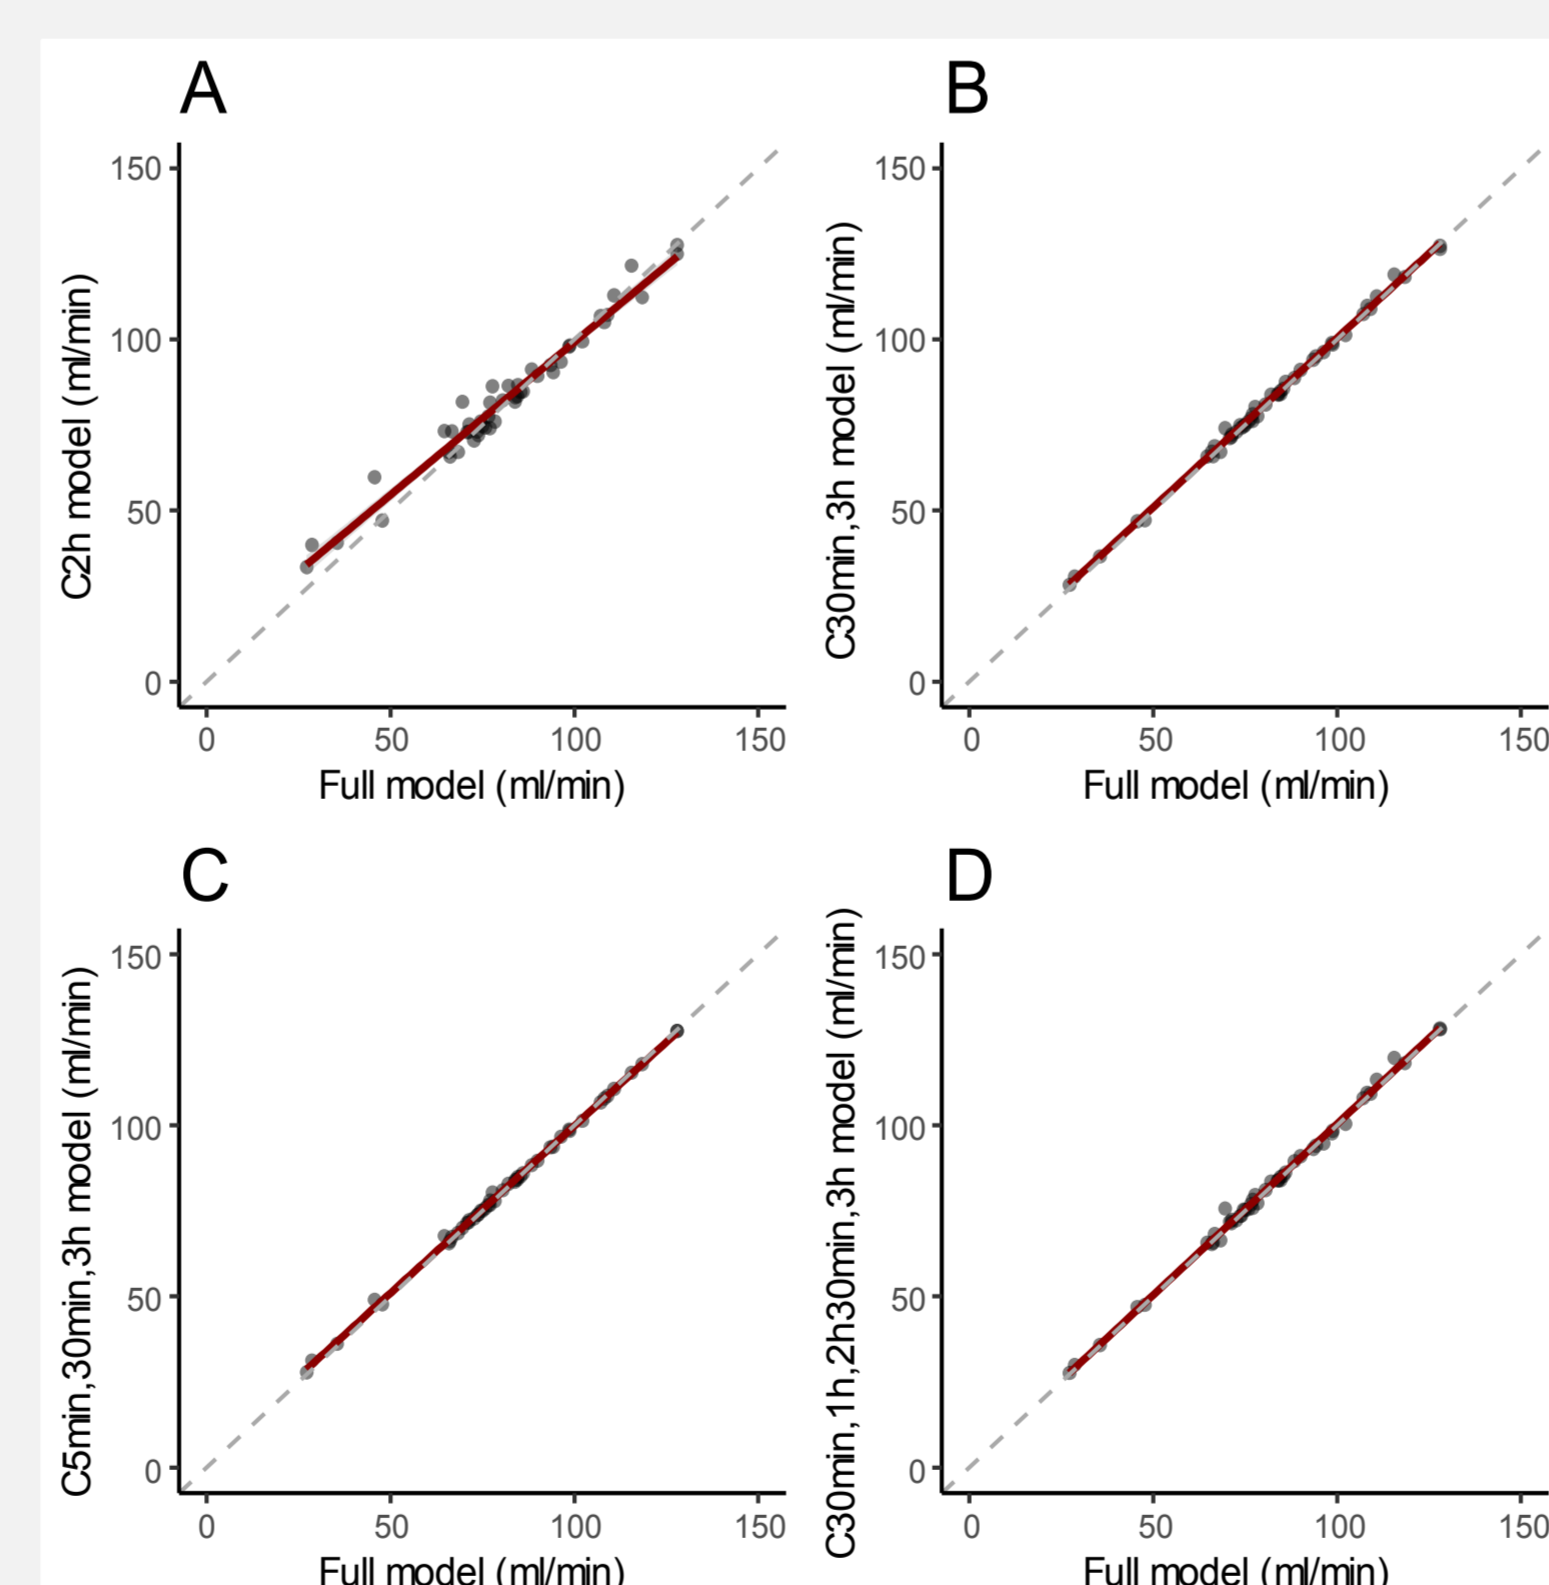 A
150
100
50
0
C2h model (ml/min)
0 50 100 150
Full model (ml/min)
B
150
100
50
0
C30min,3h model (ml/min)
0 50 100 150
Full model (ml/min)
C
150
100
50
0
C5min,30min,3h model (ml/min)
0 50 100 150
Full model (ml/min)
D
150
100
50
0
C30min,1h,2h30min,3h model (ml/min)
0 50 100 150
Full model (ml/min)